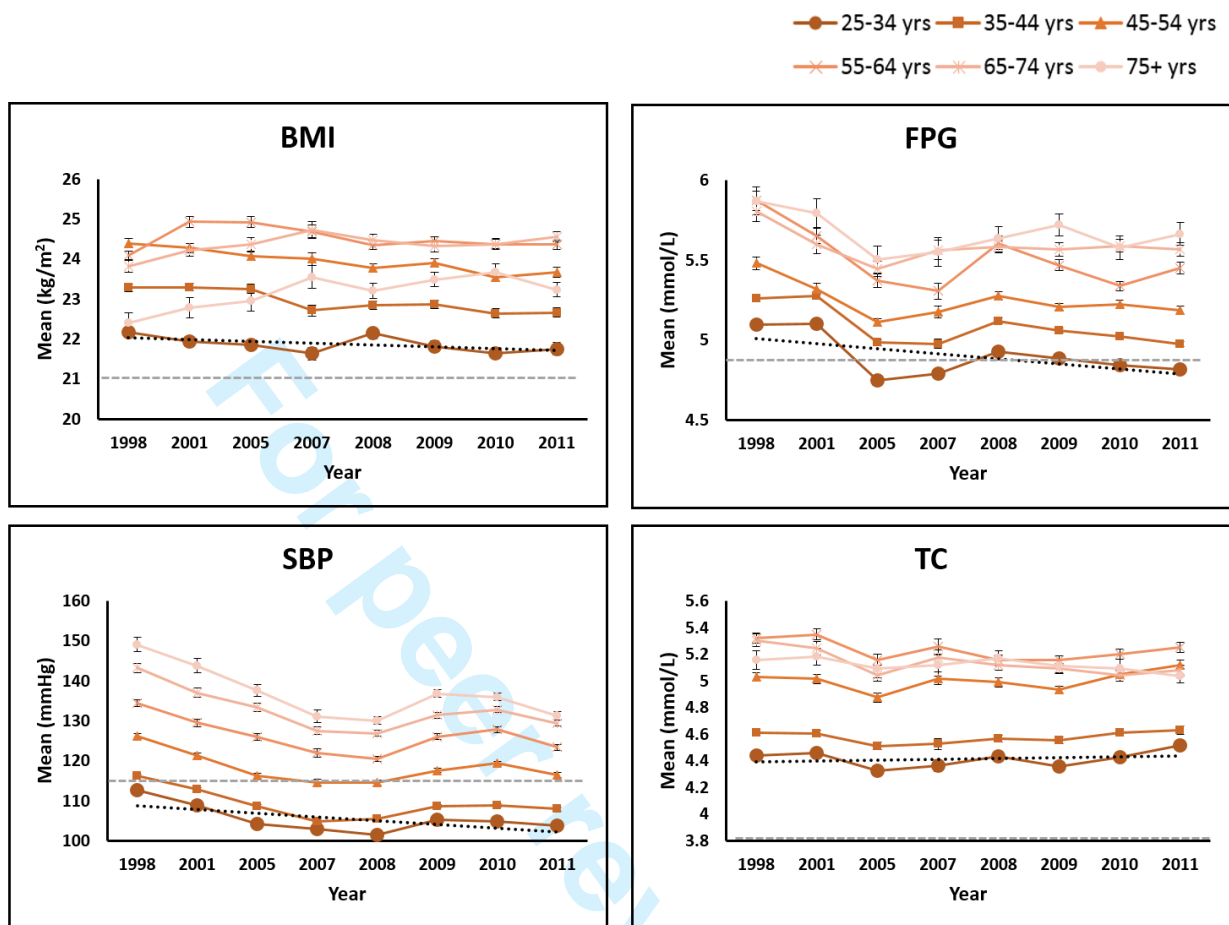 25-34 yrs 35-44 yrs 45-54 yrs
55-64 yrs 65-74 yrs 75+ yrs
BMI
Mean (kg/m²)
26
25
24
23
22
21
20
1998 2001 2005 2007 2008 2009 2010 2011
Year
FPG
Mean (mmol/L)
6
5.5
5
4.5
1998 2001 2005 2007 2008 2009 2010 2011
Year
SBP
Mean (mmHg)
160
150
140
130
120
110
100
1998 2001 2005 2007 2008 2009 2010 2011
Year
TC
Mean (mmol/L)
5.6
5.4
5.2
5
4.8
4.6
4.4
4.2
4
3.8
1998 2001 2005 2007 2008 2009 2010 2011
Year
For peer rev